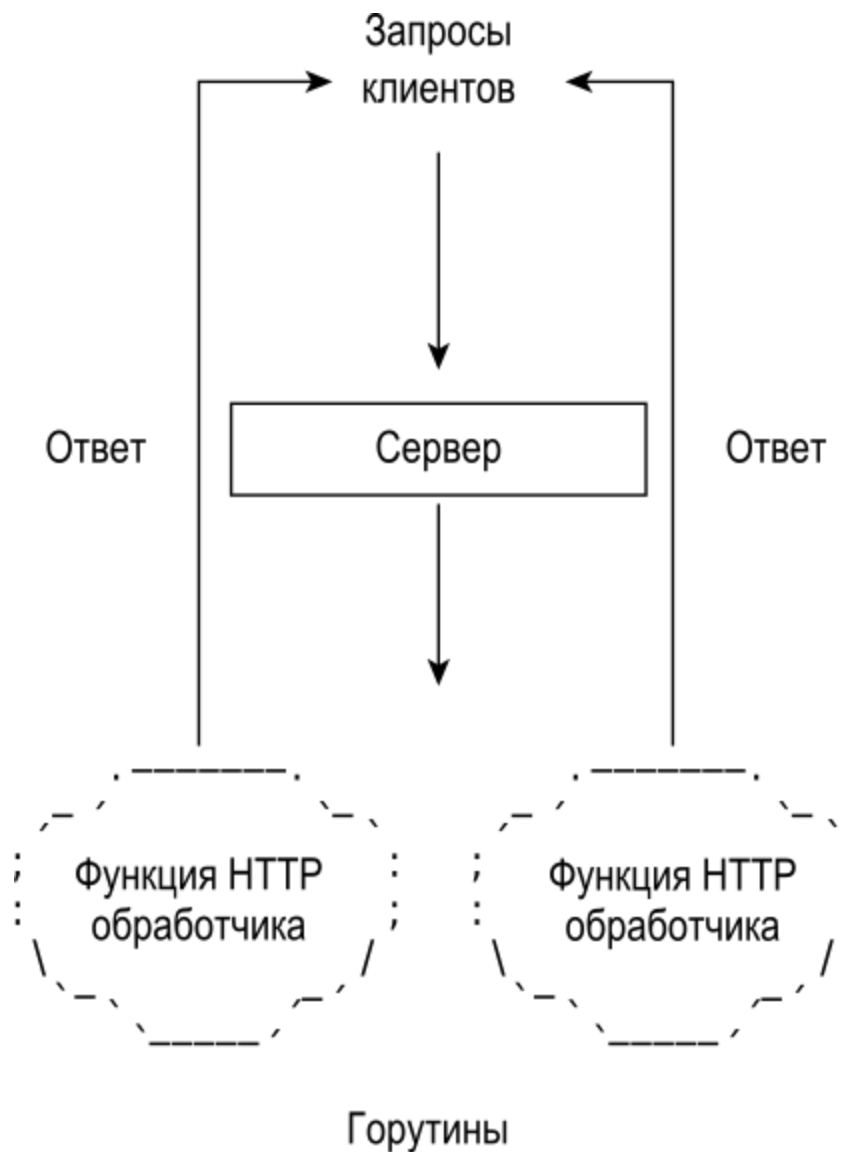 Запросы
клиентов
Ответ
Сервер
Ответ
Функция HTTP
обработчика
Функция HTTP
обработчика
Горутины